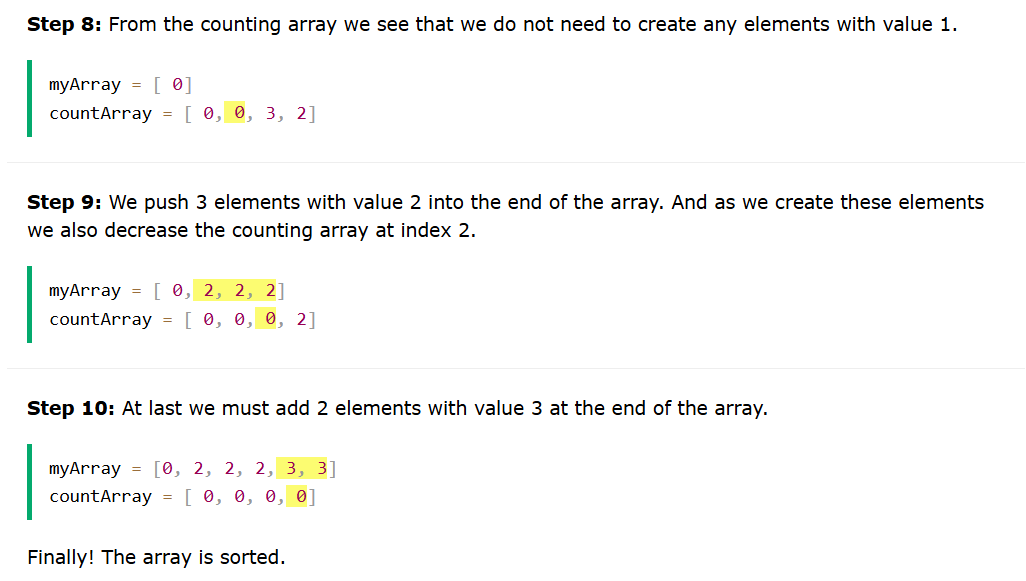 Step 8: From the counting array we see that we do not need to create any elements with value 1.
myArray = [ 0]
countArray = [ 0, 0, 3, 2]
Step 9: We push 3 elements with value 2 into the end of the array. And as we create these elements
we also decrease the counting array at index 2.
myArray = [ 0, 2, 2, 2]
countArray = [ 0, 0, 0, 2]
Step 10: At last we must add 2 elements with value 3 at the end of the array.
myArray = [0, 2, 2, 2, 3, 3]
countArray = [ 0, 0, 0, 0]
Finally! The array is sorted.